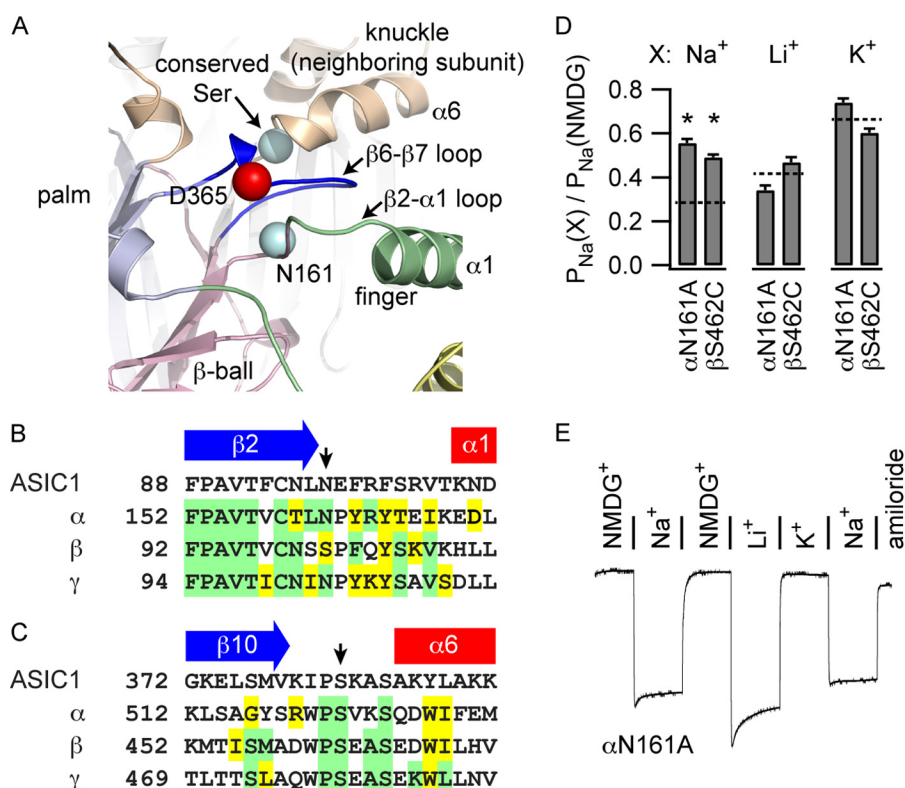 A
knuckle
(neighboring subunit)
conserved
Ser
α6
β6-β7 loop
D365
palm
β2-α1 loop
N161
α1
finger
β-ball
B
β2
α1
ASIC1 88 FPAVTFCNLNEFRFSRVTKND
α 152 FPAVTVCTLNPYRYTEIKEDL
β 92 FPAVTVCNSSPFQYSKVKHLL
γ 94 FPAVTICNINPYKYSAVSDLL
C
β10
α6
ASIC1 372 GKELSMVKIPSKASAKYLAKK
α 512 KLSAGYSRWPSVKSQDWIFEM
β 452 KMTISMADWPSEASEDWILHV
γ 469 TLTTSLAQWPSEASEKWLLNV
D
X: Na+ Li+ K+
PNa(X) / PNa(NMDG)
0.8
0.6
0.4
0.2
0.0
* *
αN161A
βS462C
αN161A
βS462C
αN161A
βS462C
E
NMDG+
Na+
NMDG+
Li+
K+
Na+
amiloride
αN161A